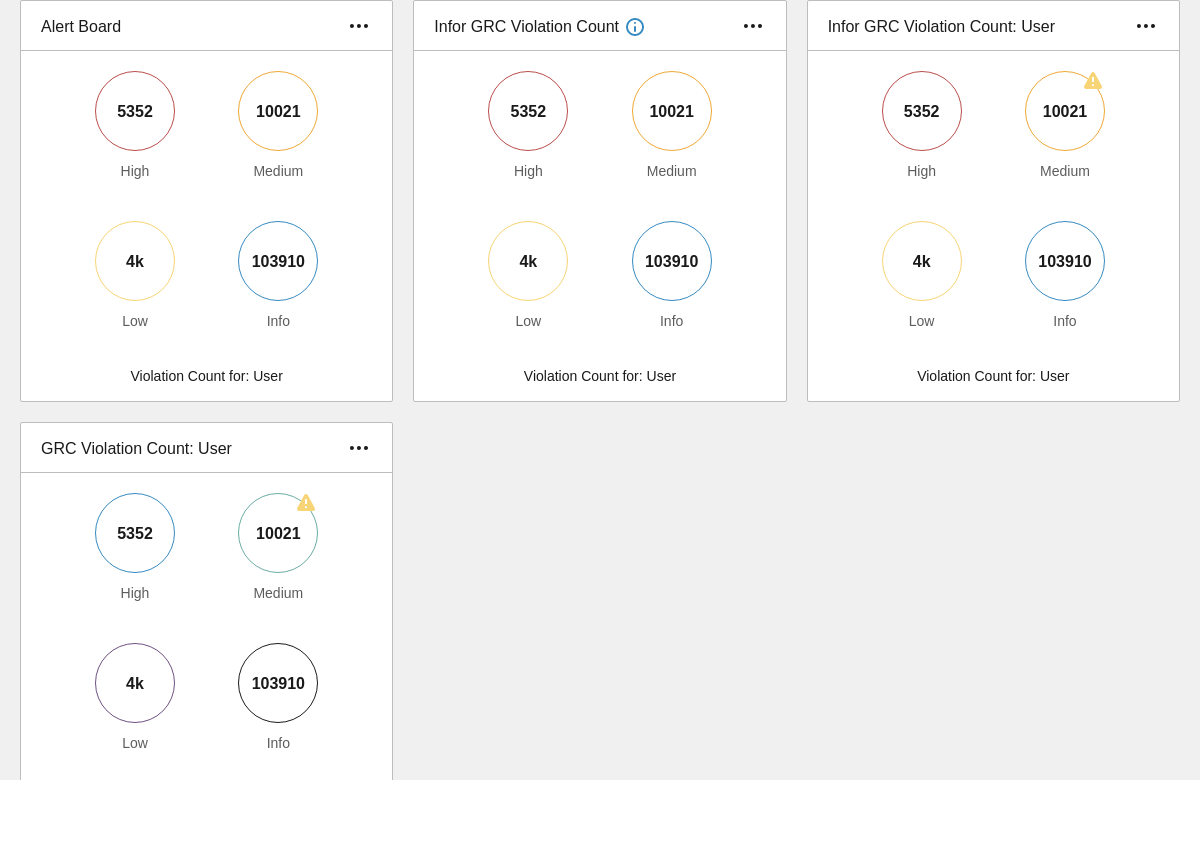 Alert Board
5352
10021
High
Medium
4k
103910
Low
Info
Violation Count for: User
Infor GRC Violation Count
5352
10021
High
Medium
4k
103910
Low
Info
Violation Count for: User
Infor GRC Violation Count: User
5352
10021
High
Medium
4k
103910
Low
Info
Violation Count for: User
GRC Violation Count: User
5352
10021
High
Medium
4k
103910
Low
Info